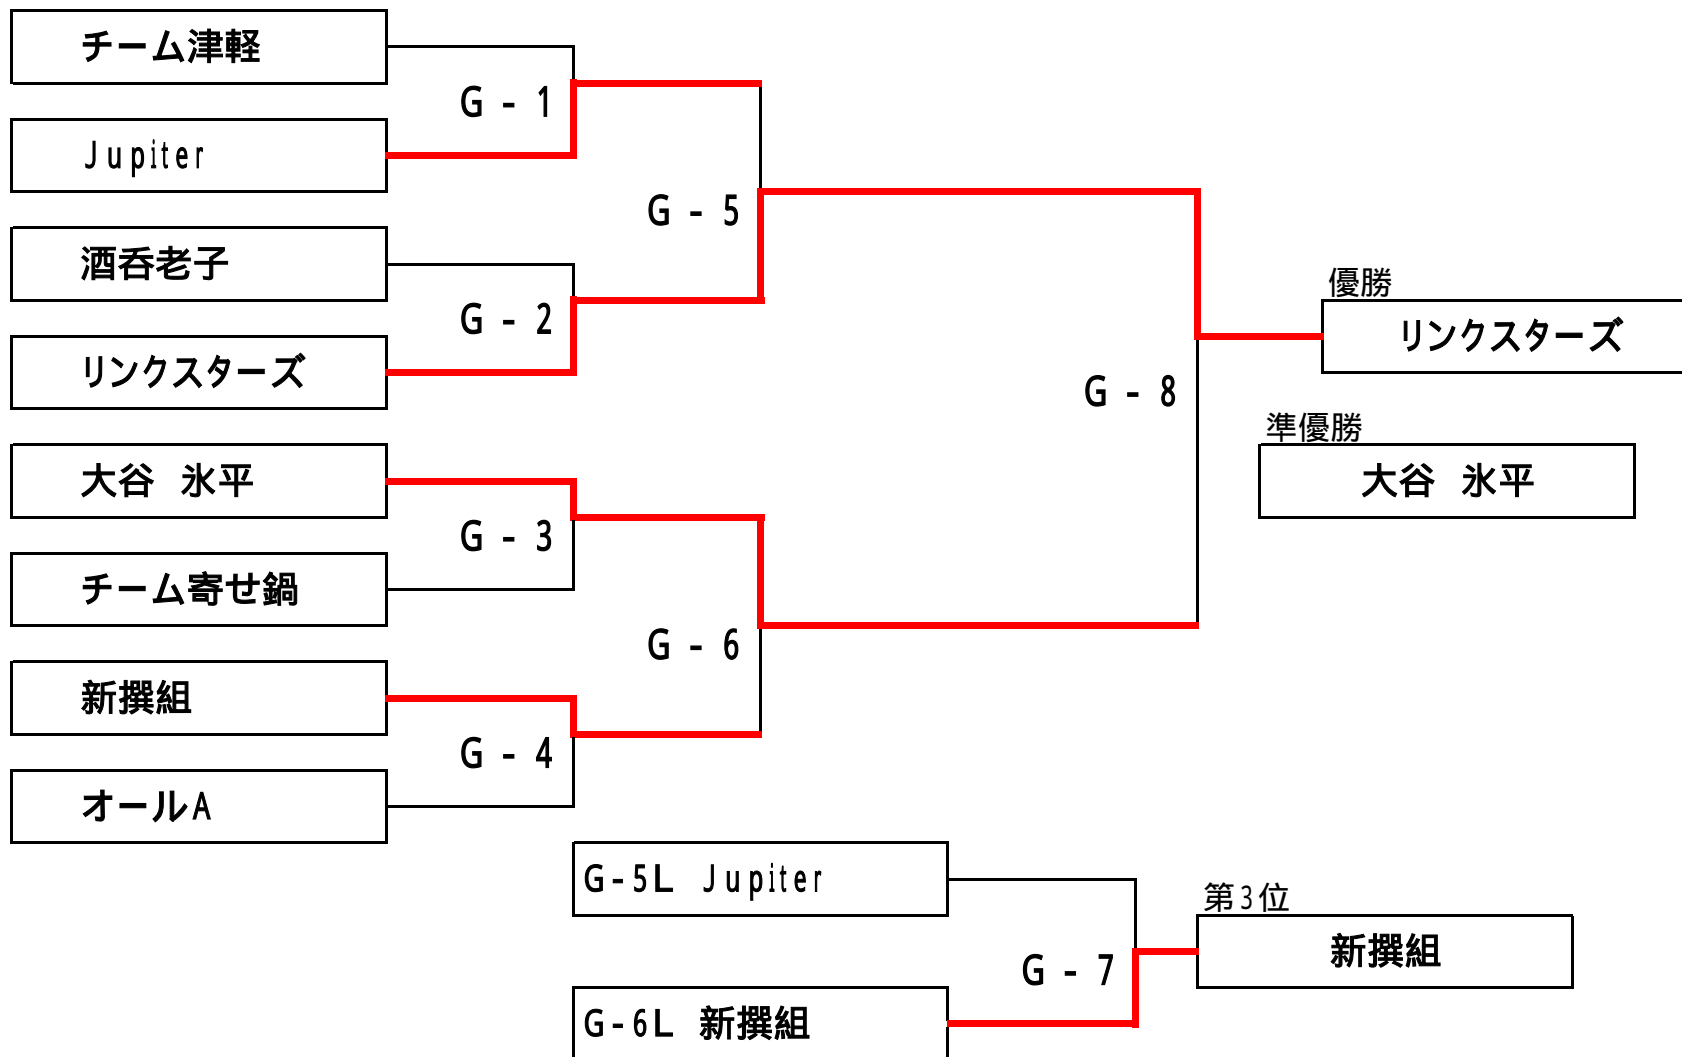 チーム津軽
G-1
Jupiter
G-5
酒呑老子
G-2
リンクスターズ
優勝
リンクスターズ
G-8
準優勝
大谷 氷平
大谷 氷平
G-3
チーム寄せ鍋
G-6
新撰組
G-4
オールA
G-5L Jupiter
第3位
新撰組
G-7
G-6L 新撰組